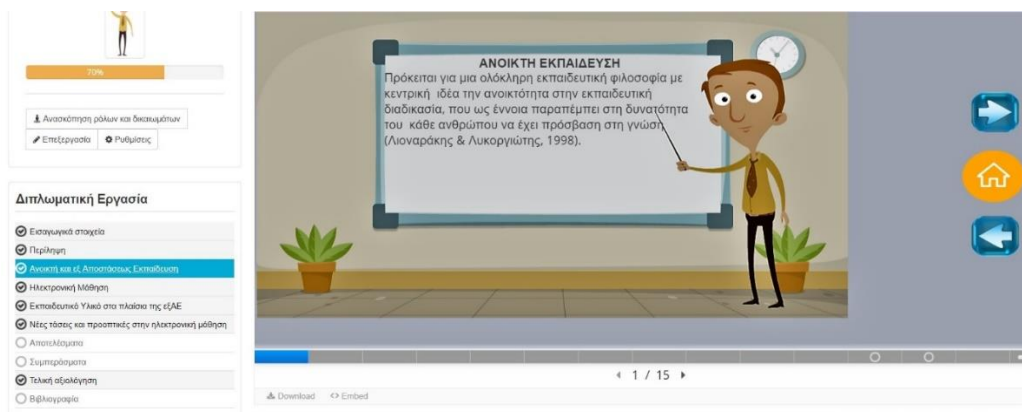 70%
Ανασκόπηση ρόλων και δικαιωμάτων
Επεξεργασία
Ρυθμίσεις
Διπλωματική Εργασία
Εισαγωγικά στοιχεία
Περίληψη
Ανοικτή και εξ Αποστάσεως Εκπαίδευση
Ηλεκτρονική Μάθηση
Εκπαιδευτικό Υλικό στα πλαίσια της εξΑΕ
Νέες τάσεις και προοπτικές στην ηλεκτρονική μάθηση
Αποτελέσματα
Συμπεράσματα
Τελική αξιολόγηση
Βιβλιογραφία
ΑΝΟΙΚΤΗ ΕΚΠΑΙΔΕΥΣΗ
Πρόκειται για μια ολόκληρη εκπαιδευτική φιλοσοφία με
κεντρική ιδέα την ανοικτότητα στην εκπαιδευτική
διαδικασία, που ως έννοια παραπέμπει στη δυνατότητα
του κάθε ανθρώπου να έχει πρόσβαση στη γνώση
(Λιοναράκης & Λυκοργιώτης, 1998).
1 / 15
Download
Embed